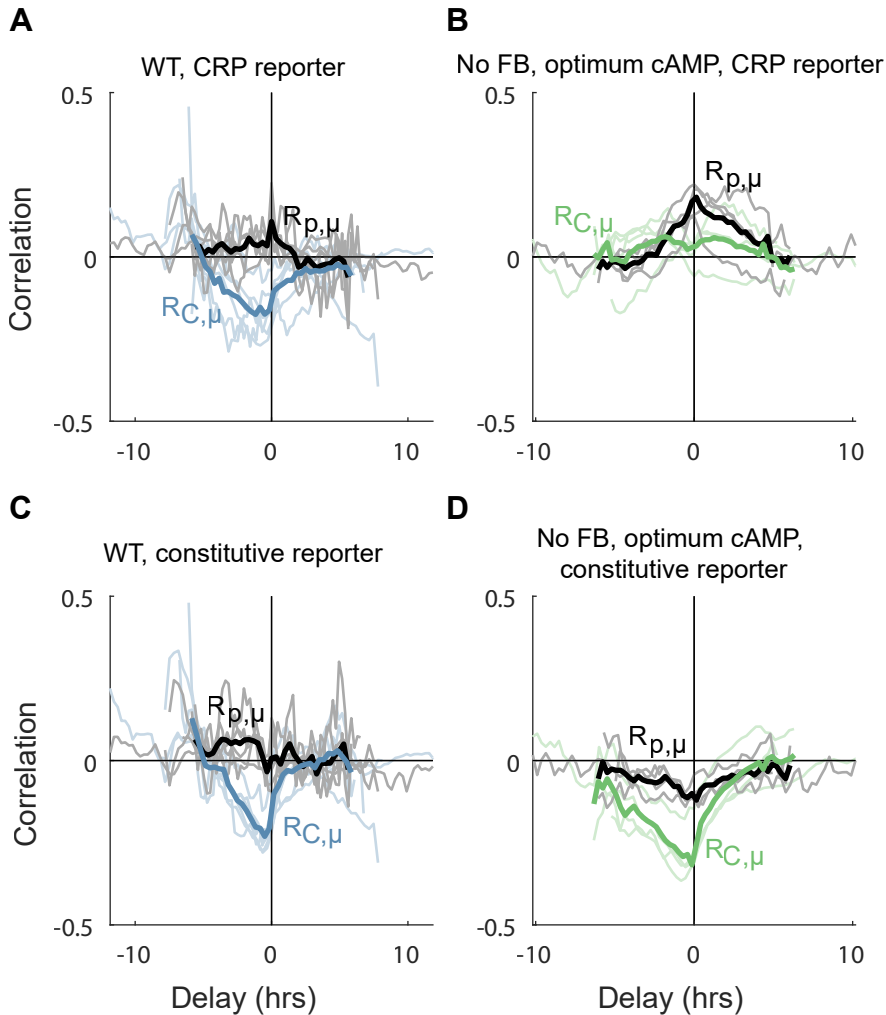 A
B
WT, CRP reporter
No FB, optimum cAMP, CRP reporter
0.5
0.5
Correlation
Rp,μ
Rp,μ
RC,μ
0
0
RC,μ
-0.5
-0.5
-10
0
10
-10
0
10
C
D
WT, constitutive reporter
No FB, optimum cAMP,
constitutive reporter
0.5
0.5
Correlation
Rp,μ
Rp,μ
0
0
RC,μ
RC,μ
-0.5
-0.5
-10
0
10
-10
0
10
Delay (hrs)
Delay (hrs)